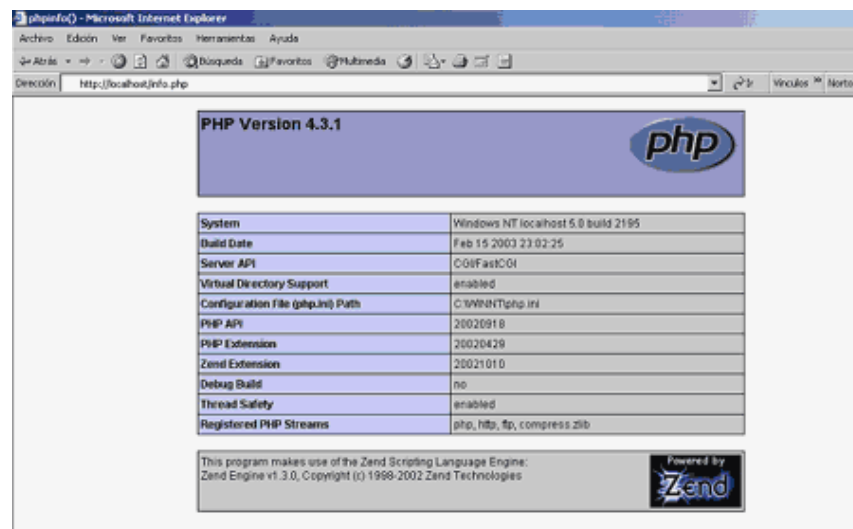 phpinfo() - Microsoft Internet Explorer
Archivo Edición Ver Favoritos Herramientas Ayuda
Atrás Búsqueda Favoritos Multimedia
Dirección http://localhost/info.php Ir Vínculos » Norto
PHP Version 4.3.1
php
System Windows NT localhost 5.0 build 2195
Build Date Feb 15 2003 23:02:25
Server API CGI/FastCGI
Virtual Directory Support enabled
Configuration File (php.ini) Path C:\WINNT\php.ini
PHP API 20020918
PHP Extension 20020429
Zend Extension 20021010
Debug Build no
Thread Safety enabled
Registered PHP Streams php, http, ftp, compress.zlib
This program makes use of the Zend Scripting Language Engine:
Zend Engine v1.3.0, Copyright (c) 1998-2002 Zend Technologies
Powered by
Zend